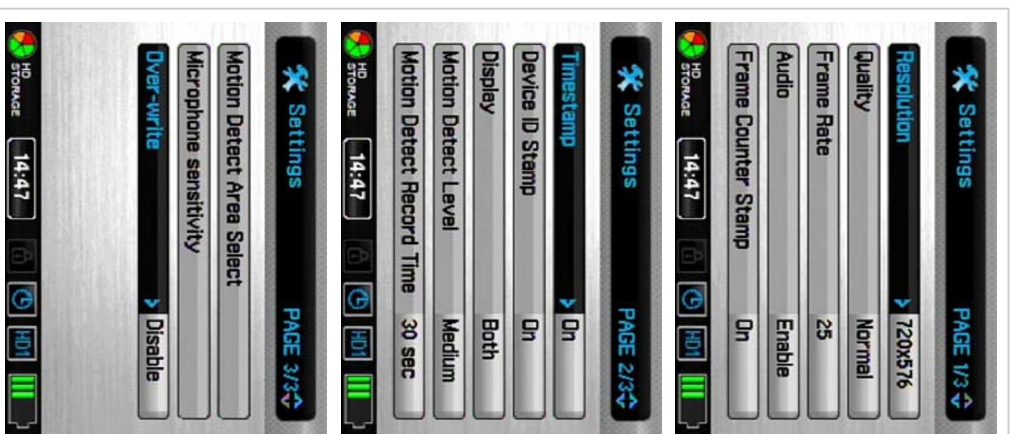 Settings PAGE 1/3
Resolution 720x576
Quality Normal
Frame Rate 25
Audio Enable
Frame Counter Stamp On
HD STORAGE 14:47 HD1
Settings PAGE 2/3
Timestamp On
Device ID Stamp On
Display Both
Motion Detect Level Medium
Motion Detect Record Time 30 sec
HD STORAGE 14:47 HD1
Settings PAGE 3/3
Motion Detect Area Select
Microphone sensitivity
Over-write Disable
HD STORAGE 14:47 HD1